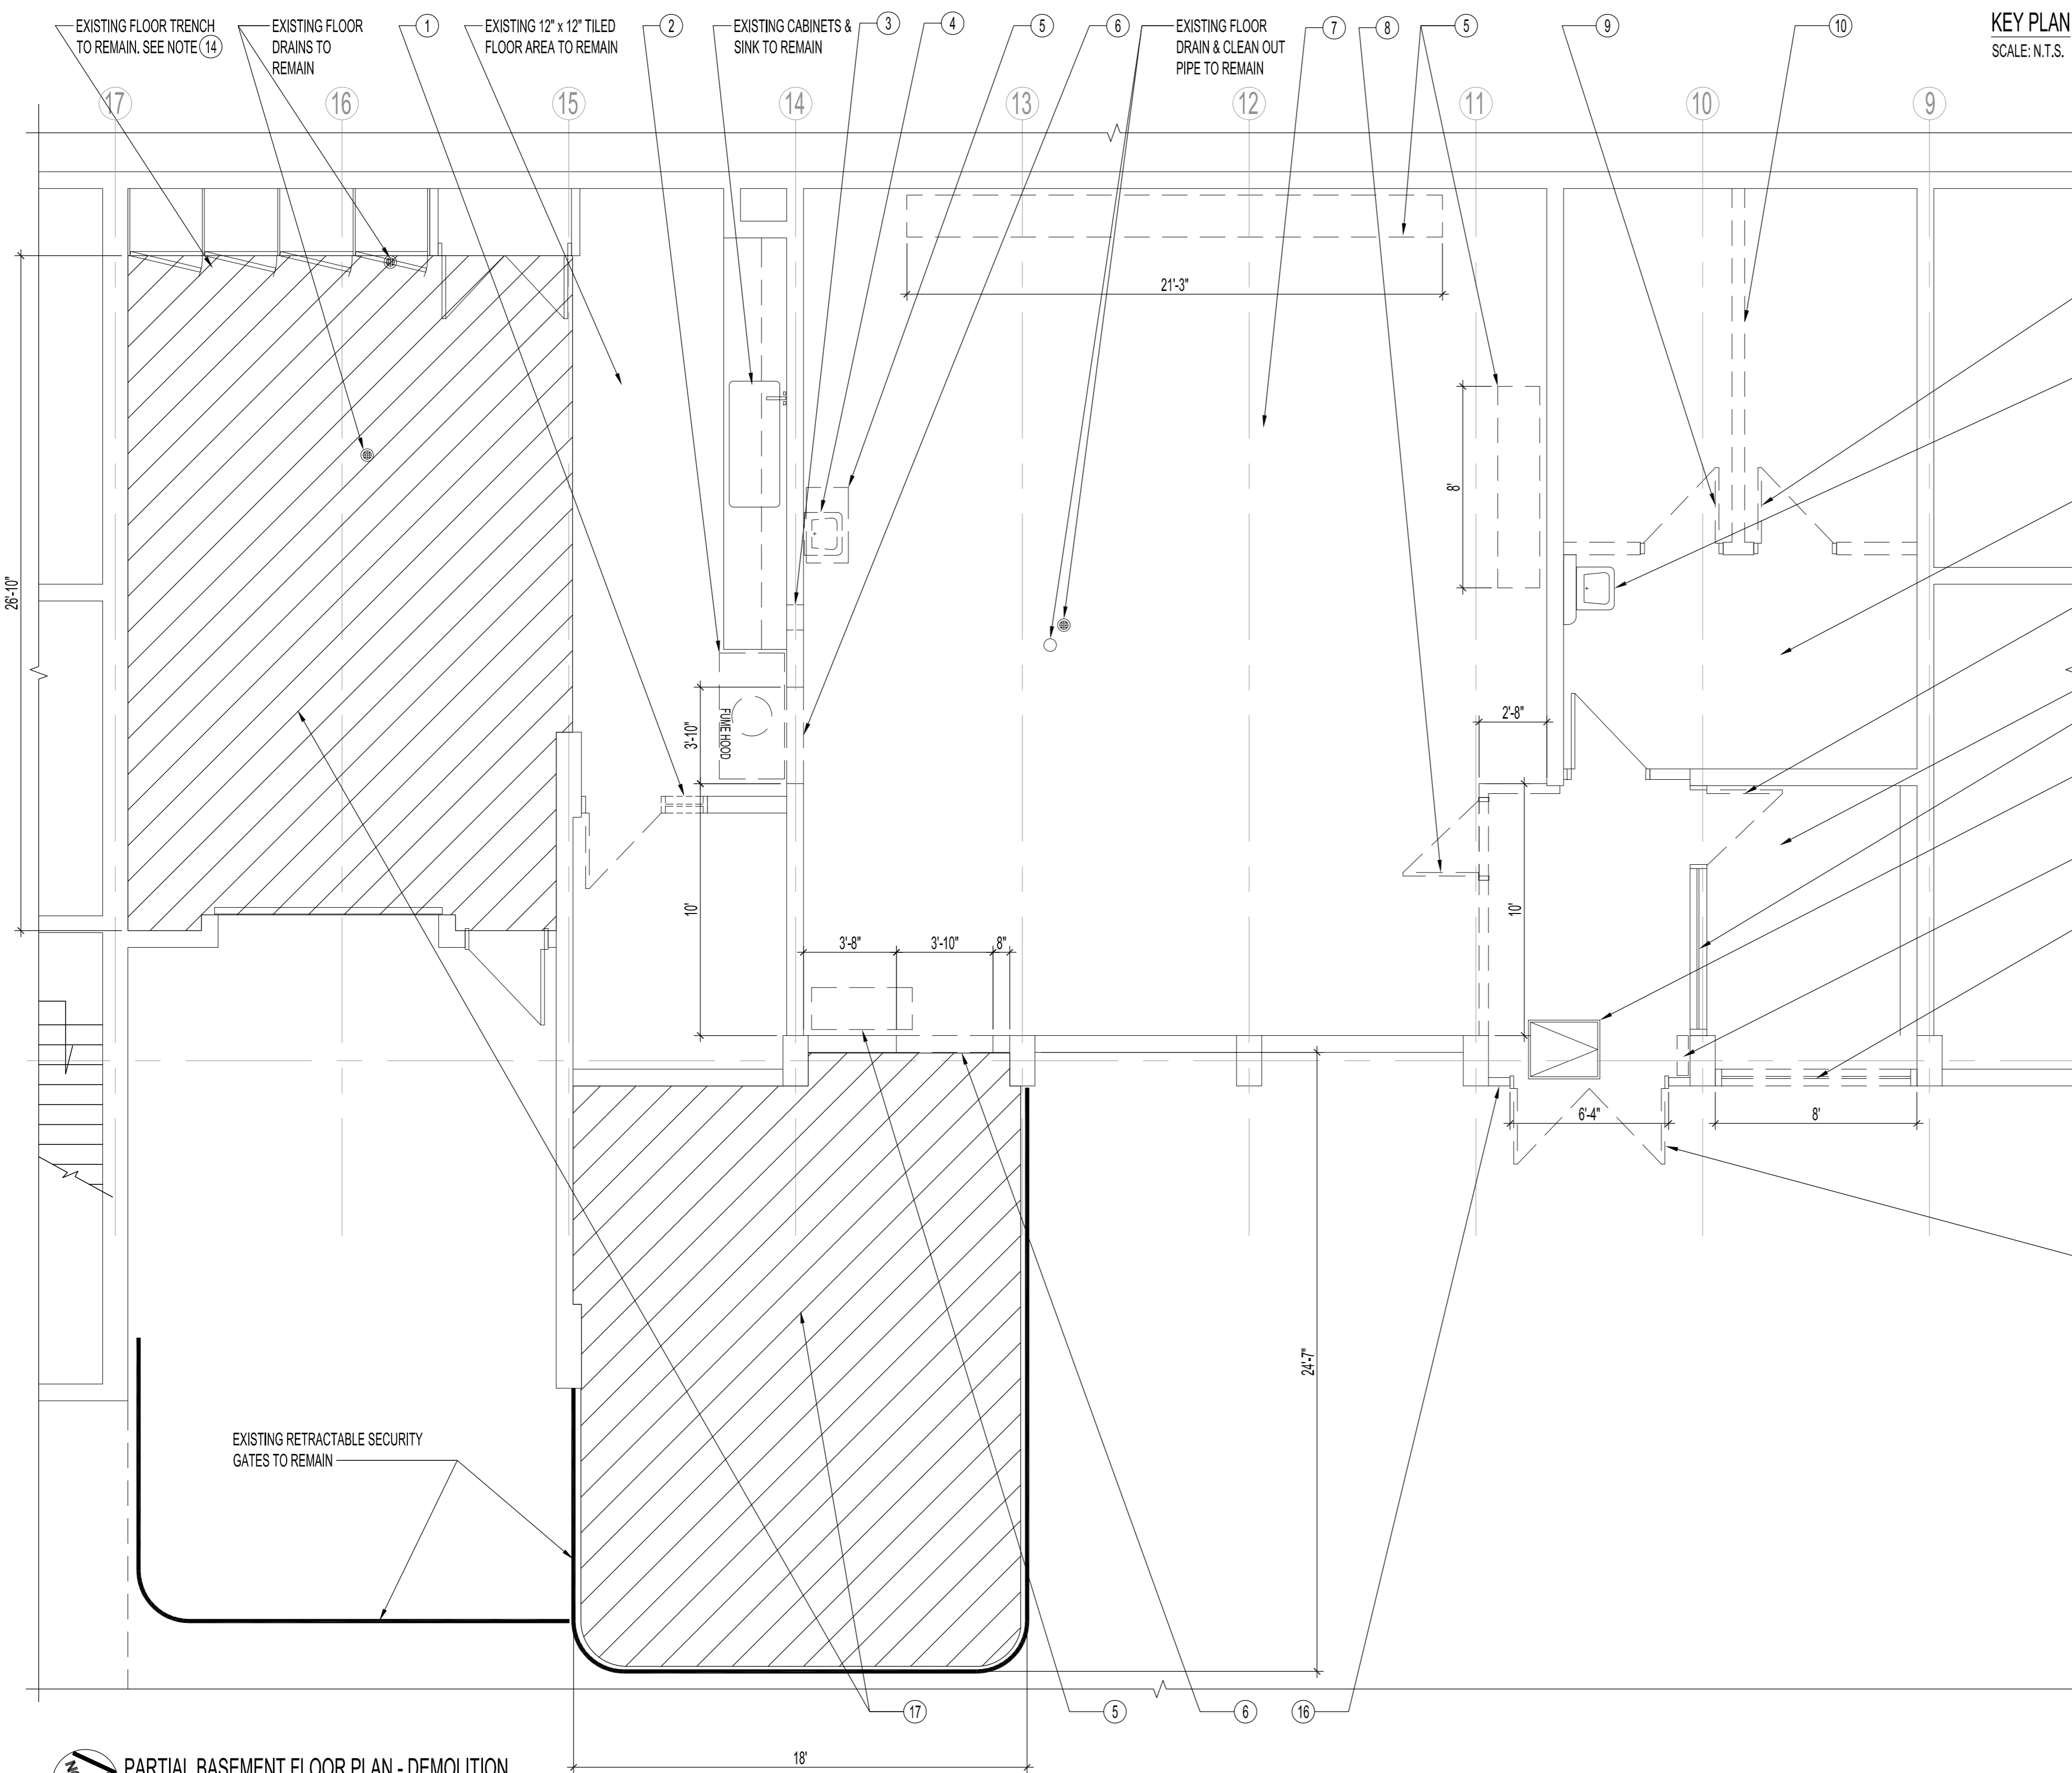 EXISTING FLOOR TRENCH
TO REMAIN. SEE NOTE 14
EXISTING FLOOR
DRAINS TO
REMAIN
1
EXISTING 12" x 12" TILED
FLOOR AREA TO REMAIN
2
EXISTING CABINETS &
SINK TO REMAIN
3
4
5
6
EXISTING FLOOR
DRAIN & CLEAN OUT
PIPE TO REMAIN
7
8
5
9
10
KEY PLAN
SCALE: N.T.S.
17
16
15
14
13
12
11
10
9
21'-3"
8'
26'-10"
3'-10"
FUME HOOD
2'-8"
10'
10'
3'-8"
3'-10"
8"
6'-4"
8'
24'-7"
EXISTING RETRACTABLE SECURITY
GATES TO REMAIN
17
5
6
16
18'
PARTIAL BASEMENT FLOOR PLAN - DEMOLITION